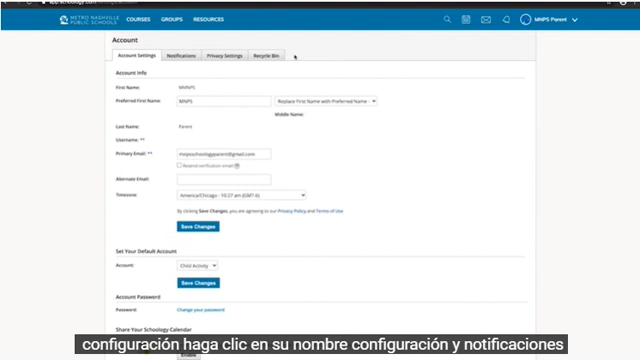 app.schoology.com/settings/account
METRO NASHVILLE
PUBLIC SCHOOLS
COURSES GROUPS RESOURCES
MNPS Parent
Account
Account Settings Notifications Privacy Settings Recycle Bin
Account Info
First Name: MNPS
Preferred First Name: MNPS Replace First Name with Preferred Name
Middle Name:
Last Name: Parent
Username: **
Primary Email: ** mnpsschoologyparent@gmail.com
Resend verification email
Alternate Email:
Timezone: America/Chicago - 10:27 am (GMT-6)
By clicking Save Changes, you are agreeing to our Privacy Policy and Terms of Use
Save Changes
Set Your Default Account
Account: Child Activity
Save Changes
Account Password
Password: Change your password
Share Your Schoology Calendar
Enable
configuración haga clic en su nombre configuración y notificaciones